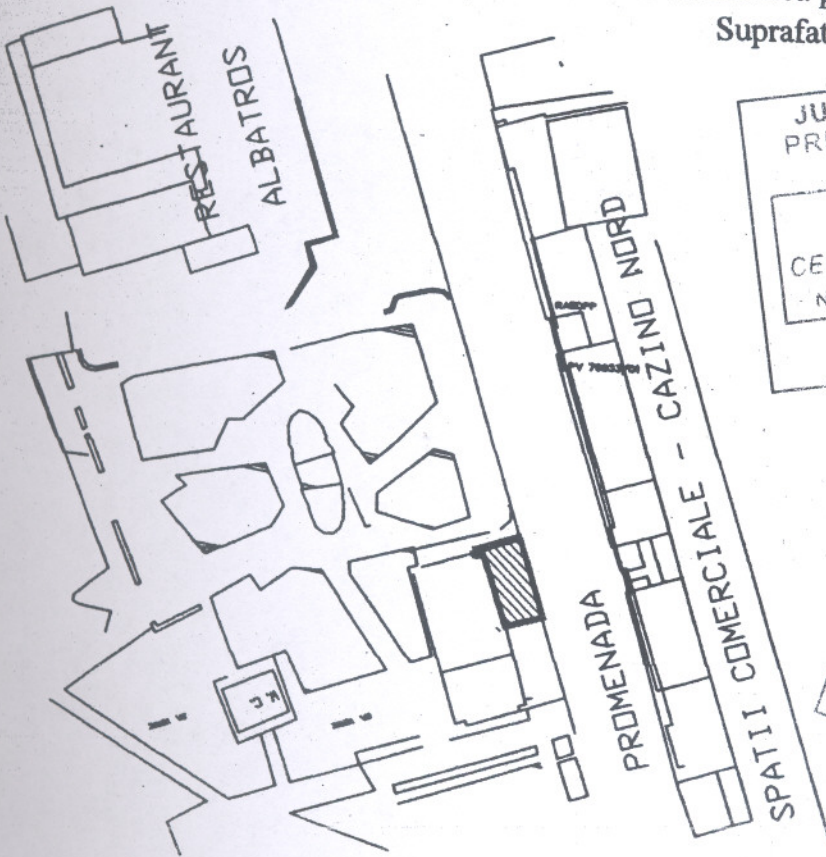 Suprafat
JU
PR
CE
N
RESTAURANT
ALBATROS
PROMENADA
SPATII COMERCIALE - CAZINO NORD